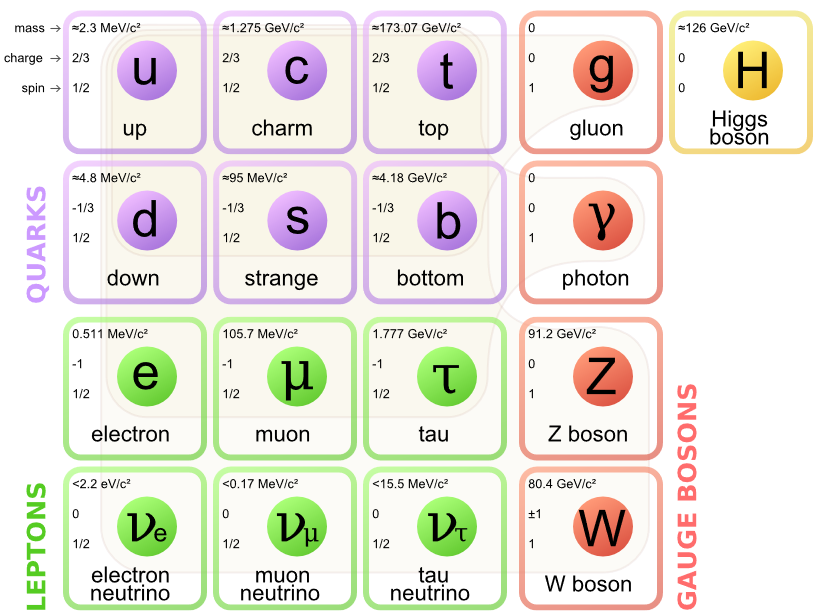 mass → ≈2.3 MeV/c²
charge → 2/3
spin → 1/2
u
up
≈1.275 GeV/c²
2/3
1/2
c
charm
≈173.07 GeV/c²
2/3
1/2
t
top
0
0
1
g
gluon
≈126 GeV/c²
0
0
H
Higgs
boson
QUARKS
≈4.8 MeV/c²
-1/3
1/2
d
down
≈95 MeV/c²
-1/3
1/2
s
strange
≈4.18 GeV/c²
-1/3
1/2
b
bottom
0
0
1
γ
photon
0.511 MeV/c²
-1
1/2
e
electron
105.7 MeV/c²
-1
1/2
μ
muon
1.777 GeV/c²
-1
1/2
τ
tau
91.2 GeV/c²
0
1
Z
Z boson
GAUGE BOSONS
LEPTONS
<2.2 eV/c²
0
1/2
νe
electron
neutrino
<0.17 MeV/c²
0
1/2
νμ
muon
neutrino
<15.5 MeV/c²
0
1/2
ντ
tau
neutrino
80.4 GeV/c²
±1
1
W
W boson